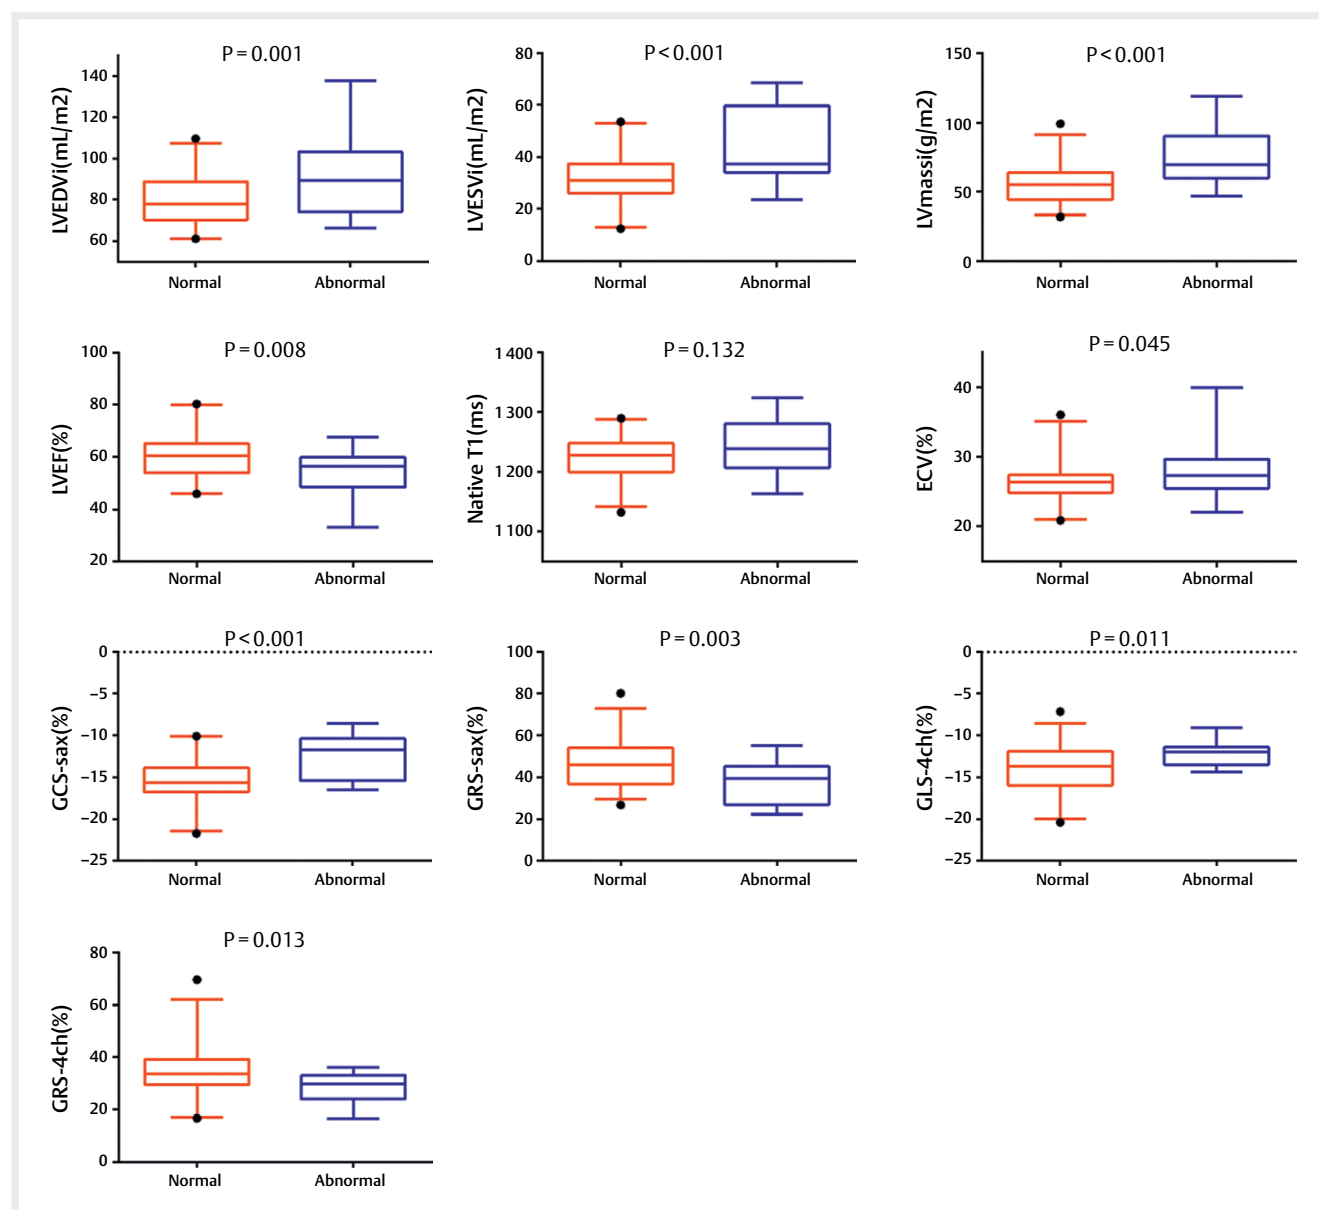 P = 0.001
LVEDVi(mL/m2)
140
120
100
80
60
Normal
Abnormal
P < 0.001
LVESVi(mL/m2)
80
60
40
20
0
Normal
Abnormal
P < 0.001
LVmassi(g/m2)
150
100
50
0
Normal
Abnormal
P = 0.008
LVEF(%)
100
80
60
40
20
Normal
Abnormal
P = 0.132
Native T1(ms)
1 400
1 300
1 200
1 100
Normal
Abnormal
P = 0.045
ECV(%)
40
30
20
Normal
Abnormal
P < 0.001
GCS-sax(%)
0
–5
–10
–15
–20
–25
Normal
Abnormal
P = 0.003
GRS-sax(%)
100
80
60
40
20
0
Normal
Abnormal
P = 0.011
GLS-4ch(%)
0
–5
–10
–15
–20
–25
Normal
Abnormal
P = 0.013
GRS-4ch(%)
80
60
40
20
0
Normal
Abnormal